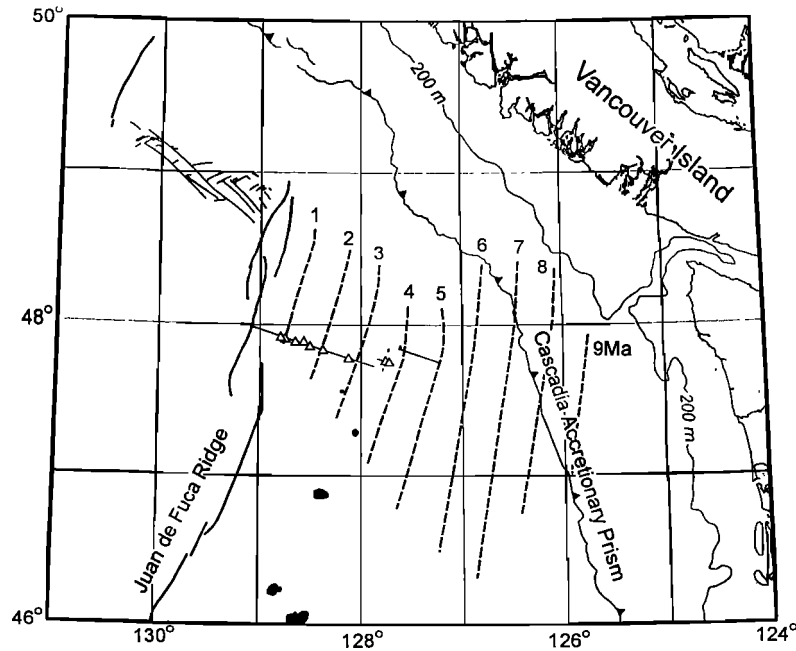 50°
200 m
Vancouver Island
1
2
3
6
7
8
4
5
48°
9Ma
Cascadia Accretionary Prism
200 m
Juan de Fuca Ridge
46°
130°
128°
126°
124°